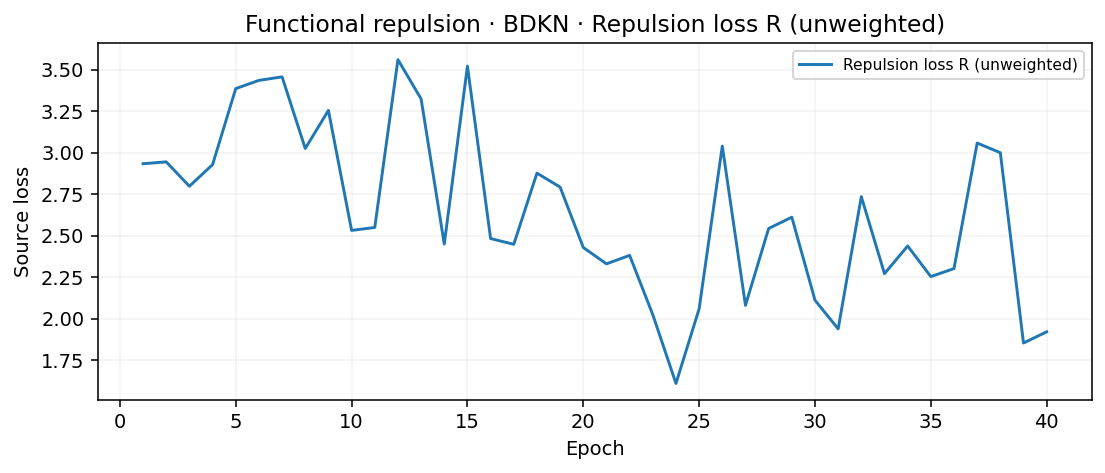 Functional repulsion · BDKN · Repulsion loss R (unweighted)
Repulsion loss R (unweighted)
Source loss
3.50
3.25
3.00
2.75
2.50
2.25
2.00
1.75
0 5 10 15 20 25 30 35 40
Epoch